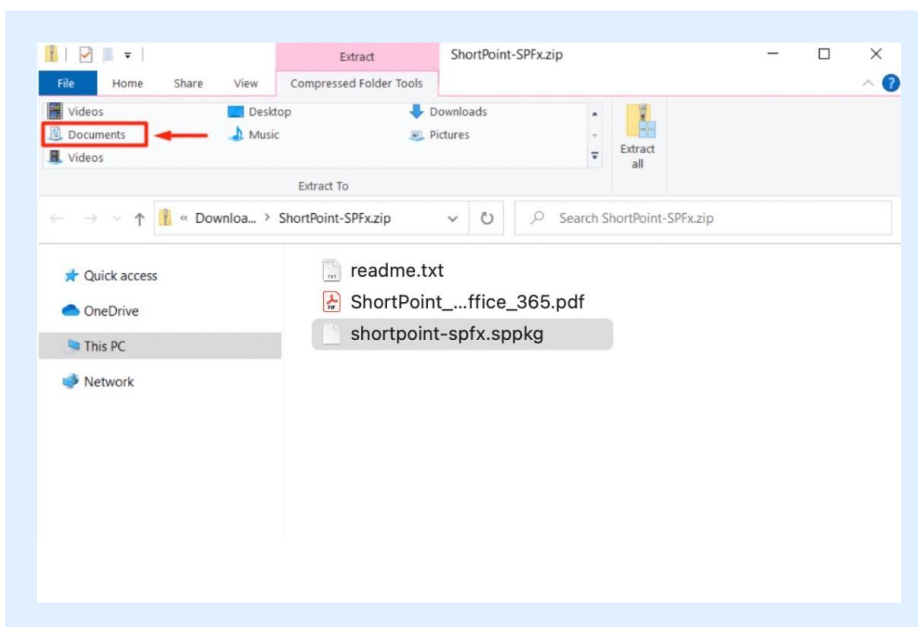 Extract ShortPoint-SPFx.zip
File Home Share View Compressed Folder Tools
Videos Desktop Downloads
Documents Music Pictures
Videos
Extract all
Extract To
« Downloa... > ShortPoint-SPFx.zip Search ShortPoint-SPFx.zip
Quick access
OneDrive
This PC
Network
readme.txt
ShortPoint_...ffice_365.pdf
shortpoint-spfx.sppkg